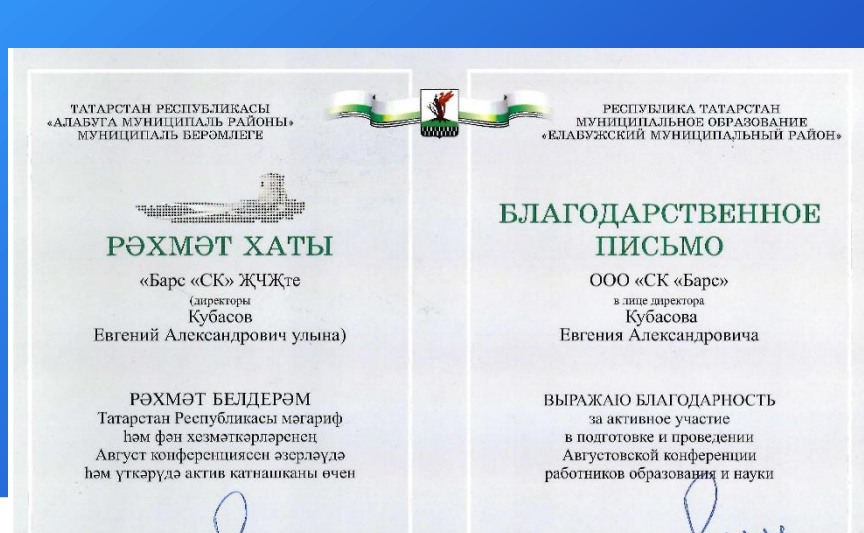 ТАТАРСТАН РЕСПУБЛИКАСЫ
«АЛАБУГА МУНИЦИПАЛЬ РАЙОНЫ»
МУНИЦИПАЛЬ БЕРӘМЛЕГЕ
РӘХМӘТ ХАТЫ
«Барс «СК» ҖЧҖте
(директоры
Кубасов
Евгений Александрович улына)
РӘХМӘТ БЕЛДЕРӘМ
Татарстан Республикасы мәгариф
һәм фән хезмәткәрләренең
Август конференциясен әзерләүдә
һәм үткәрүдә актив катнашканы өчен
РЕСПУБЛИКА ТАТАРСТАН
МУНИЦИПАЛЬНОЕ ОБРАЗОВАНИЕ
«ЕЛАБУЖСКИЙ МУНИЦИПАЛЬНЫЙ РАЙОН»
БЛАГОДАРСТВЕННОЕ
ПИСЬМО
ООО «СК «Барс»
в лице директора
Кубасова
Евгения Александровича
ВЫРАЖАЮ БЛАГОДАРНОСТЬ
за активное участие
в подготовке и проведении
Августовской конференции
работников образования и науки